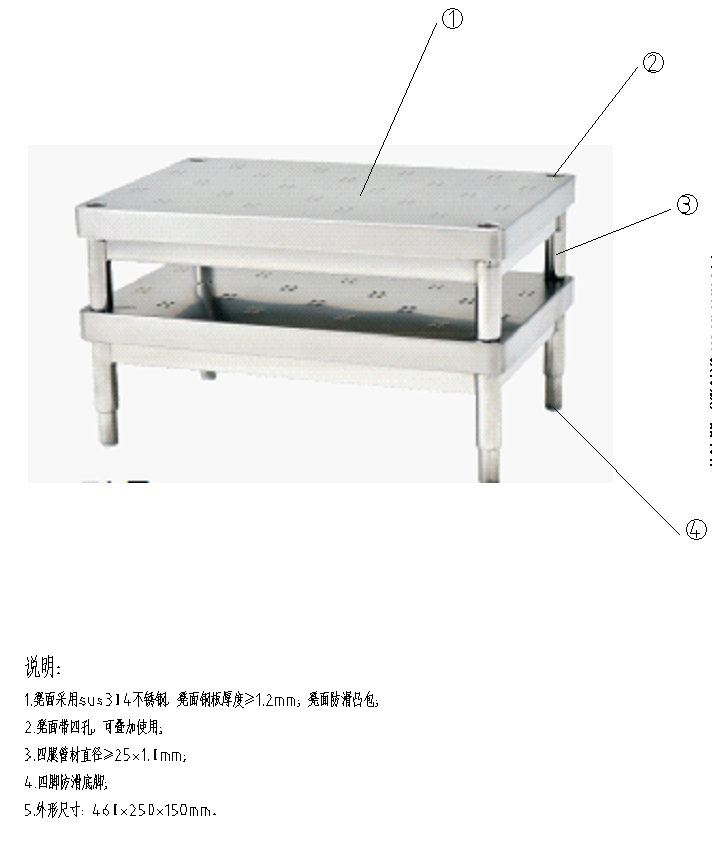 ①
②
③
④
说明:
1.凳面采用sus304不锈钢, 凳面钢板厚度≥1.2mm; 凳面防滑凸包;
2.凳面带四孔, 可叠加使用;
3.四腿管材直径≥25×1.0mm;
4.四脚防滑底脚;
5.外形尺寸: 460×250×150mm.